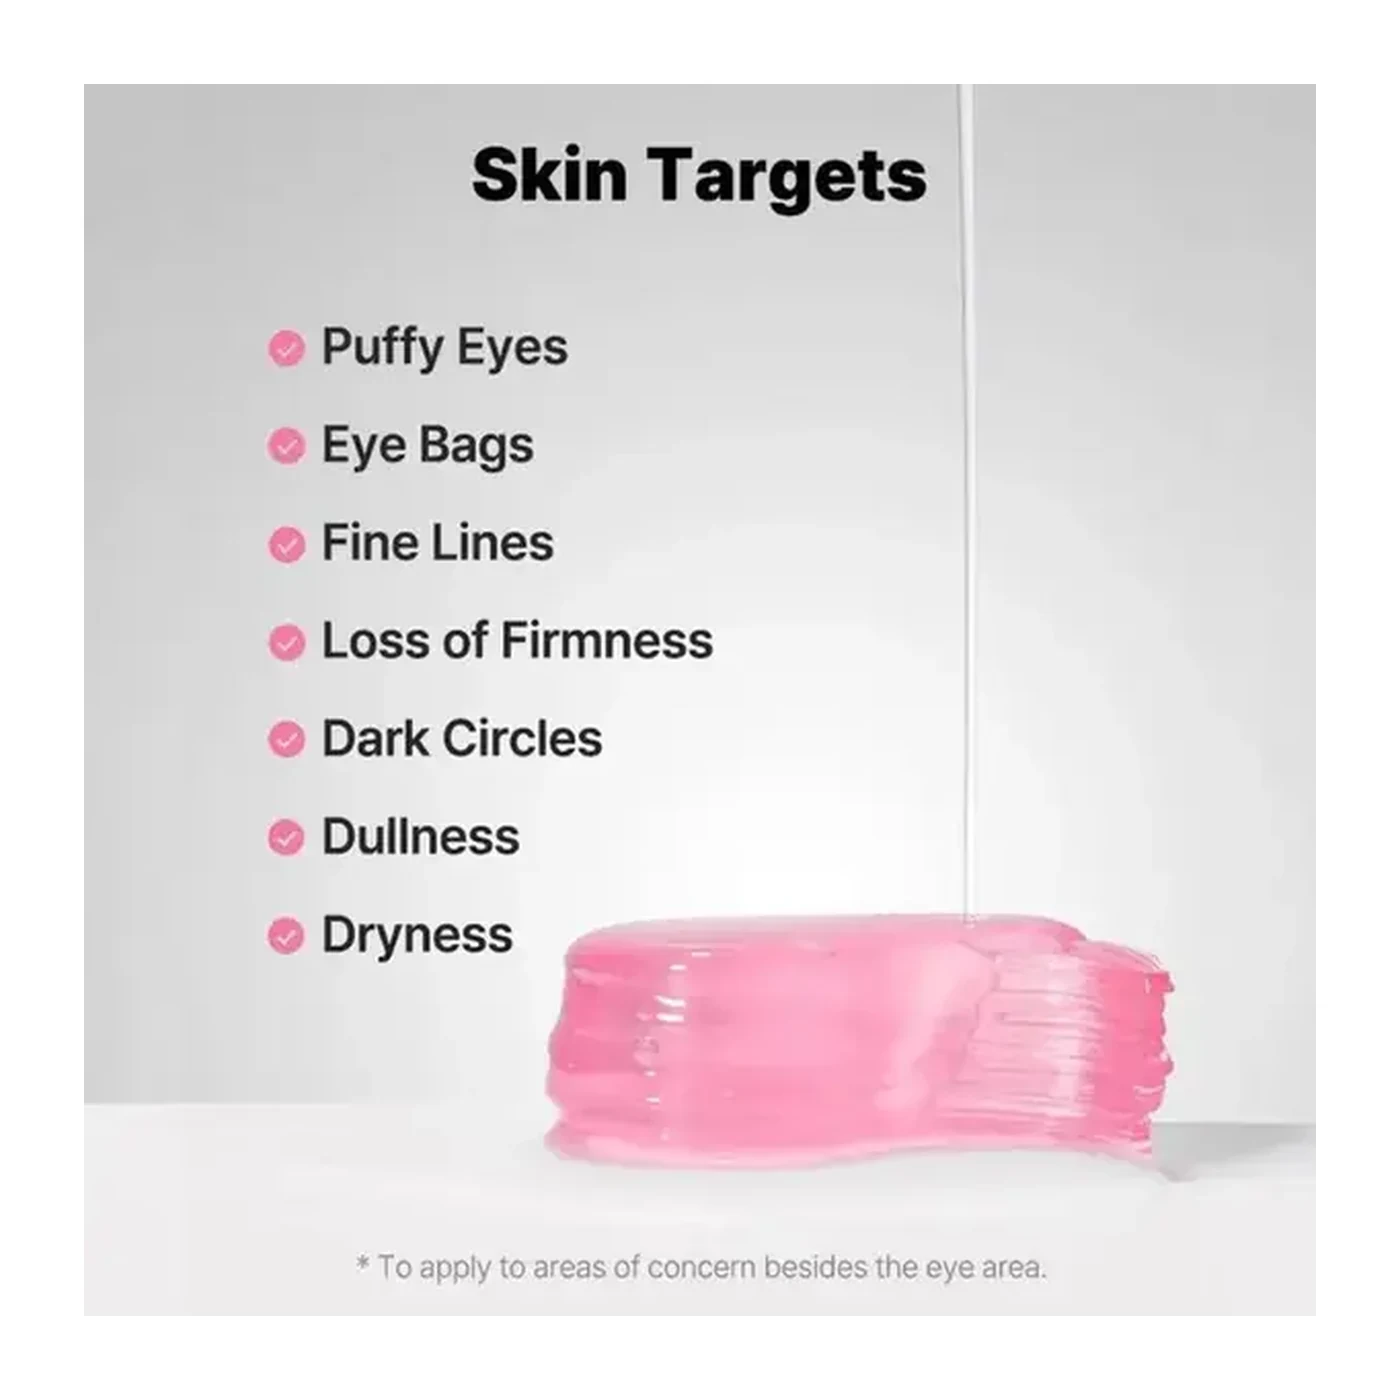 Skin Targets
Puffy Eyes
Eye Bags
Fine Lines
Loss of Firmness
Dark Circles
Dullness
Dryness
* To apply to areas of concern besides the eye area.